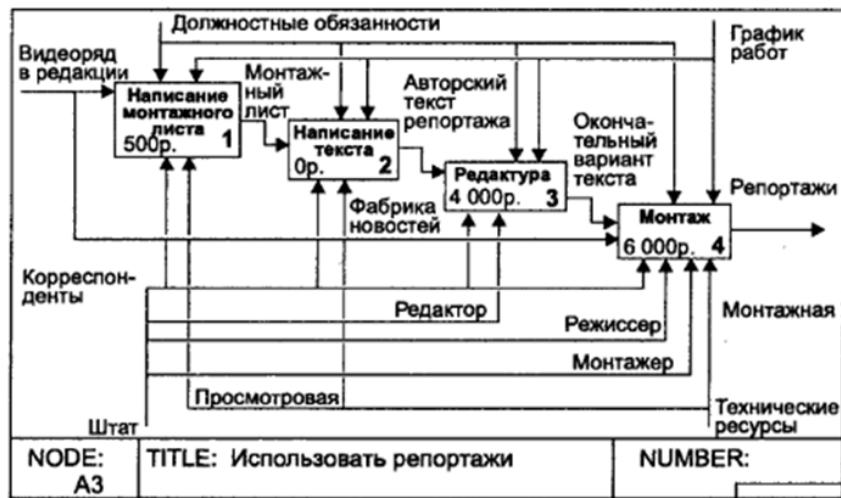 Должностные обязанности
График
работ
Видеоряд
в редакции
Монтаж-
ный
лист
Авторский
текст
репортажа
Написание
монтажного
листа
500р. 1
Написание
текста
0р. 2
Окнча-
тельный
вариант
текста
Редактура
4 000р. 3
Репортажи
Фабрика
новостей
Монтаж
6 000р. 4
Корреспон-
денты
Редактор
Режиссер
Монтажная
Монтажер
Просмотровая
Технические
ресурсы
Штат
NODE:
A3
TITLE: Использовать репортажи
NUMBER: